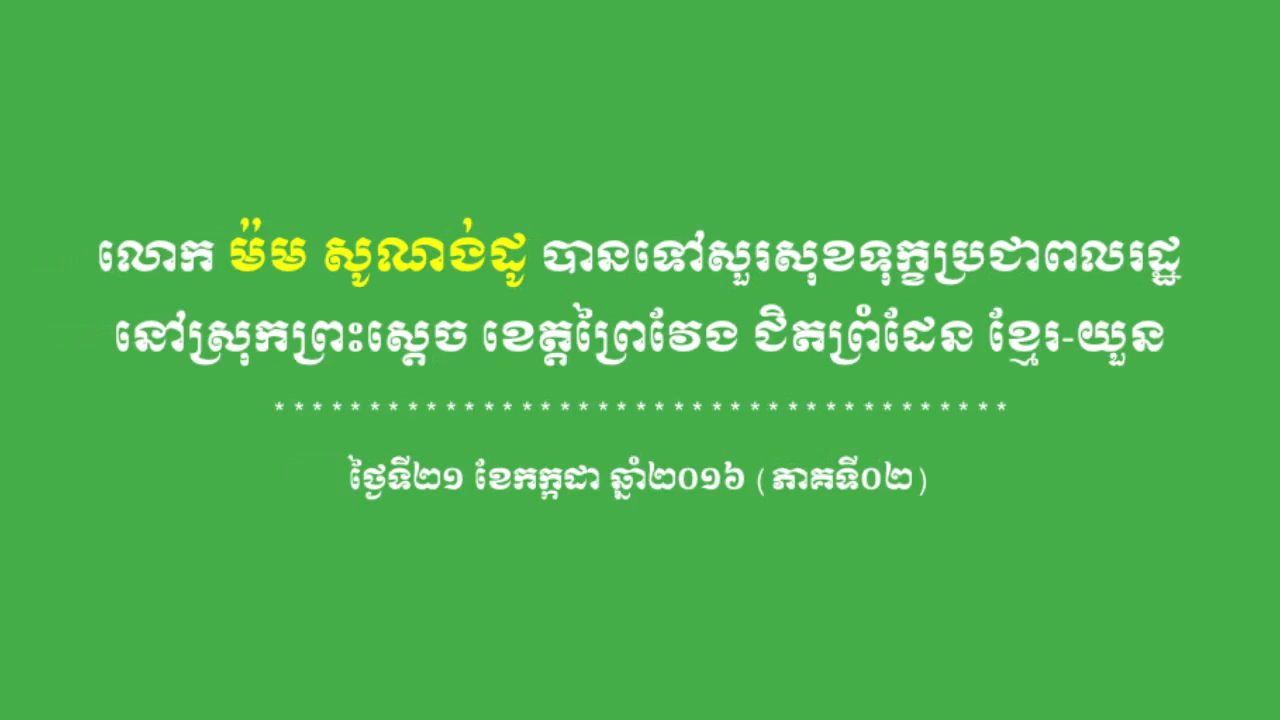 លោក ម៉ម សូណង់ដូ បានទៅសួរសុខទុក្ខប្រជាពលរដ្ឋ
នៅស្រុកព្រះស្តេច ខេត្តព្រៃវែង ជិតព្រំដែន ខ្មែរ-យួន
* * * * * * * * * * * * * * * * * * * * * * * * * * * * * * * * * * * * * * *
ថ្ងៃទី២១ ខែកក្កដា ឆ្នាំ២០១៦ (ភាគទី០២)